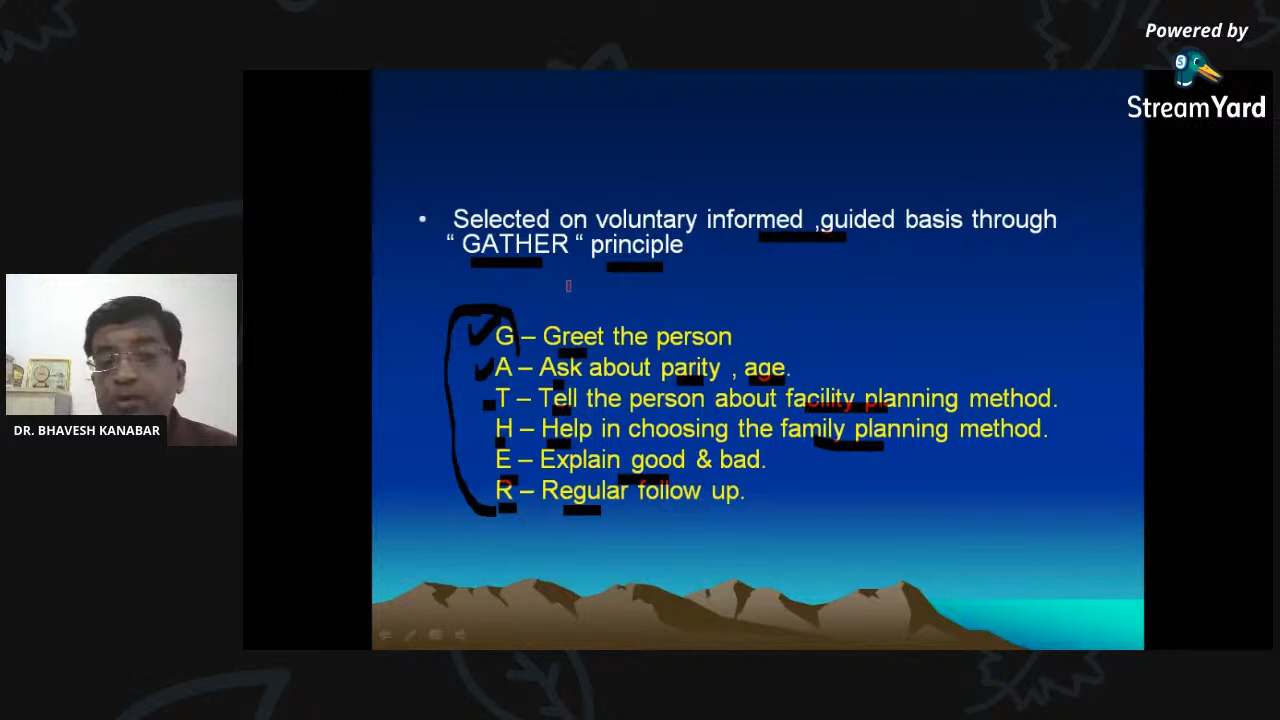 Powered by
StreamYard
• Selected on voluntary informed ,guided basis through
“ GATHER “ principle
G – Greet the person
A – Ask about parity , age.
T – Tell the person about facility planning method.
H – Help in choosing the family planning method.
E – Explain good & bad.
R – Regular follow up.
DR. BHAVESH KANABAR